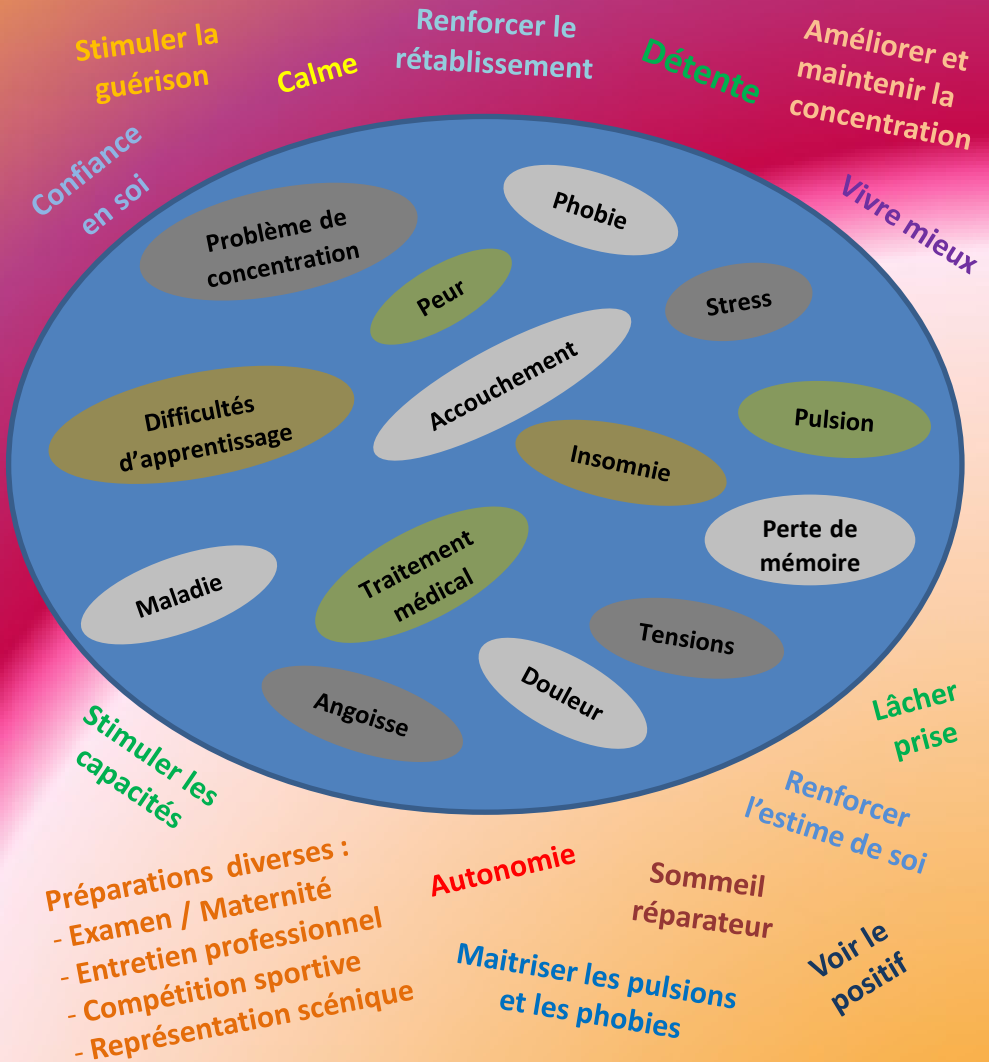 Stimuler la
guérison
Calme
Renforcer le
rétablissement
Détente
Améliorer et
maintenir la
concentration
Confiance
en soi
Vivre mieux
Problème de
concentration
Phobie
Peur
Stress
Accouchement
Difficultés
d’apprentissage
Pulsion
Insomnie
Perte de
mémoire
Traitement
médical
Maladie
Tensions
Douleur
Angoisse
Lâcher
prise
Stimuler les
capacités
Renforcer
l’estime de soi
Préparations diverses :
- Examen / Maternité
- Entretien professionnel
- Compétition sportive
- Représentation scénique
Autonomie
Sommeil
réparateur
Maitriser les pulsions
et les phobies
Voir le
positif